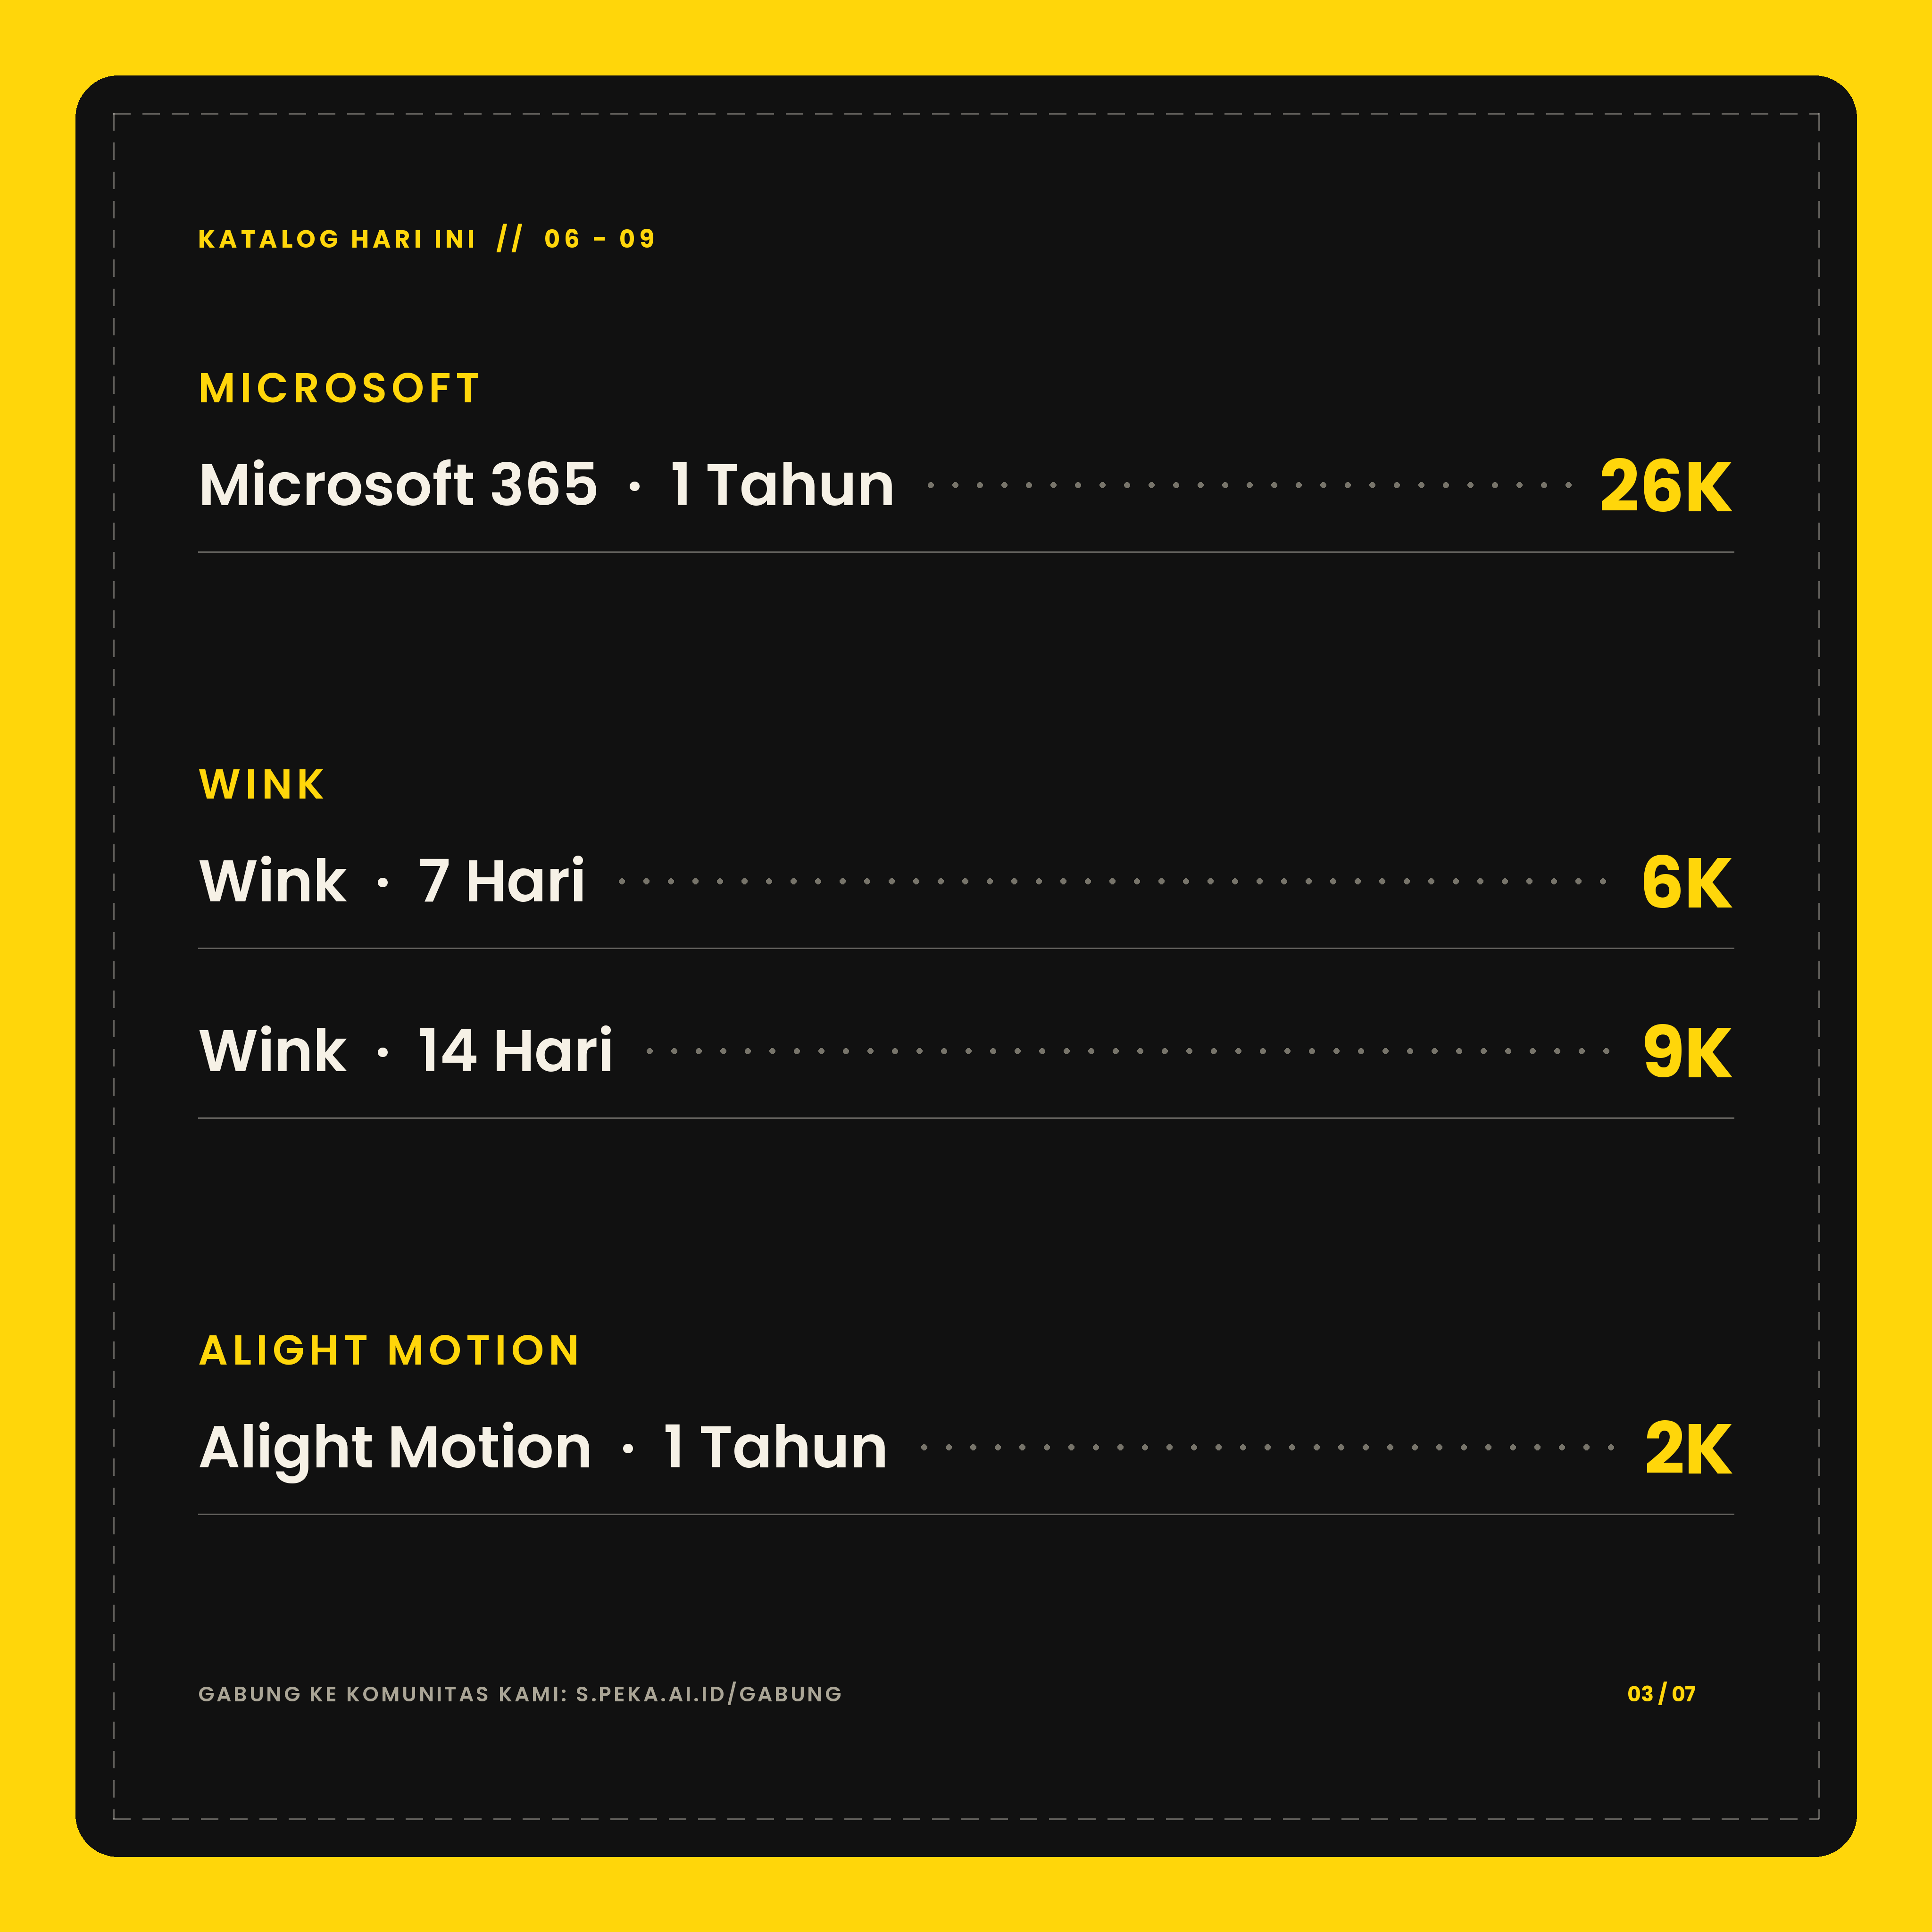 KATALOG HARI INI // 06 - 09
MICROSOFT
Microsoft 365 · 1 Tahun 26K
WINK
Wink · 7 Hari 6K
Wink · 14 Hari 9K
ALIGHT MOTION
Alight Motion · 1 Tahun 2K
GABUNG KE KOMUNITAS KAMI: S.PEKA.AI.ID/GABUNG 03 / 07